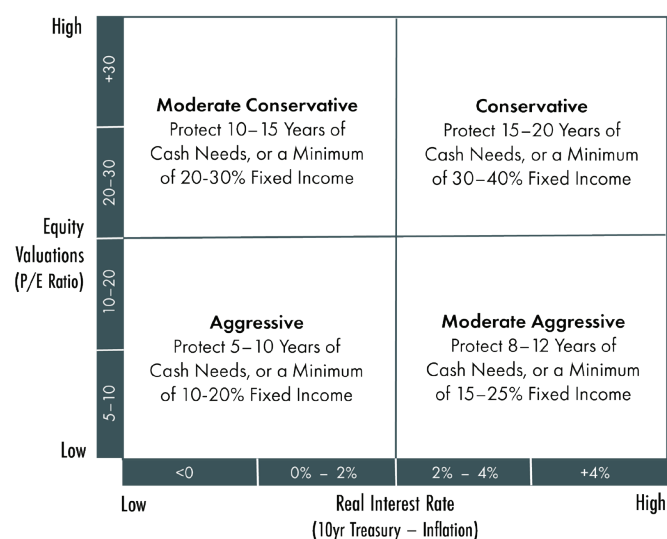 High
+30
20–30
10–20
5–10
Equity
Valuations
(P/E Ratio)
Low
Moderate Conservative
Protect 10–15 Years of
Cash Needs, or a Minimum
of 20-30% Fixed Income
Conservative
Protect 15–20 Years of
Cash Needs, or a Minimum
of 30–40% Fixed Income
Aggressive
Protect 5–10 Years of
Cash Needs, or a Minimum
of 10-20% Fixed Income
Moderate Aggressive
Protect 8–12 Years of
Cash Needs, or a Minimum
of 15–25% Fixed Income
<0
0% – 2%
2% – 4%
+4%
Low
Real Interest Rate
High
(10yr Treasury – Inflation)